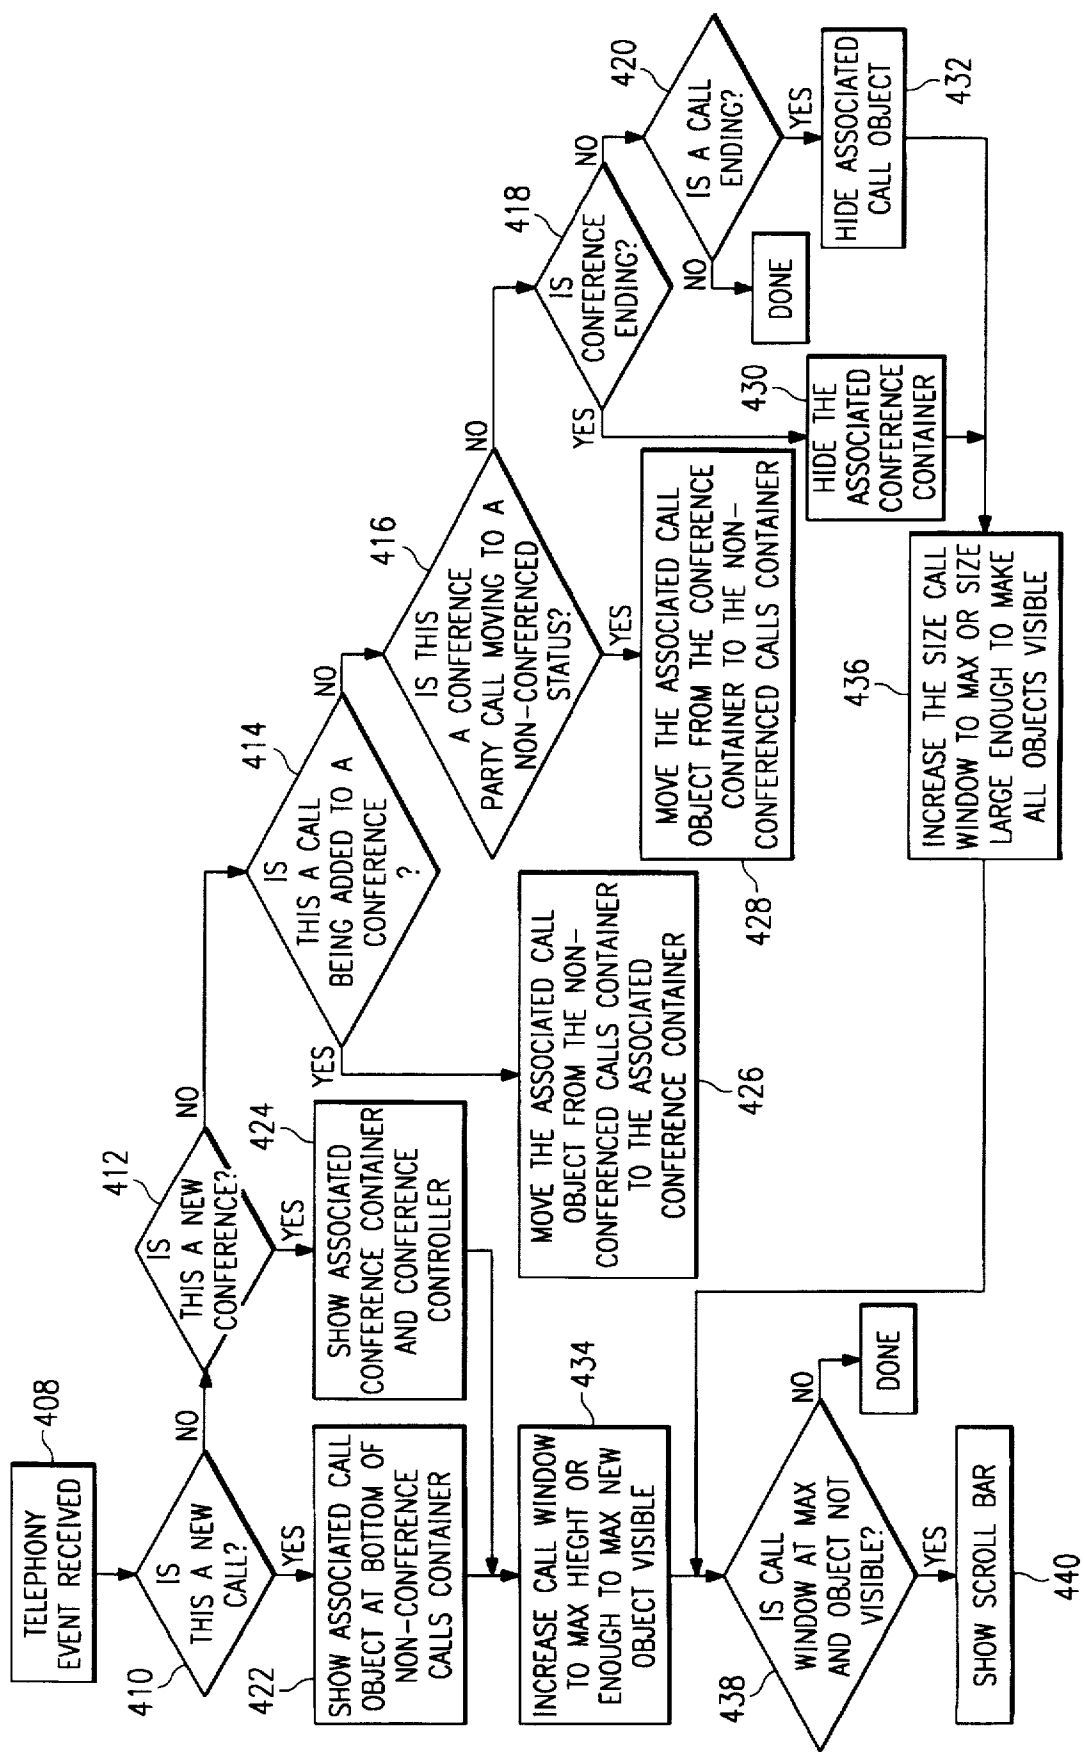 TELEPHONY
EVENT RECEIVED
408
IS
THIS A NEW
CALL?
410
NO
YES
IS
THIS A NEW
CONFERENCE?
412
NO
YES
IS
THIS A CALL
BEING ADDED TO A
CONFERENCE
?
414
NO
YES
IS THIS
A CONFERENCE
PARTY CALL MOVING TO A
NON-CONFERENCED
STATUS?
416
NO
YES
IS
CONFERENCE
ENDING?
418
NO
YES
IS A CALL
ENDING?
420
NO
YES
DONE
SHOW ASSOCIATED CALL
OBJECT AT BOTTOM OF
NON-CONFERENCE
CALLS CONTAINER
422
SHOW ASSOCIATED
CONFERENCE CONTAINER
AND CONFERENCE
CONTROLLER
424
MOVE THE ASSOCIATED CALL
OBJECT FROM THE NON-
CONFERENCED CALLS CONTAINER
TO THE ASSOCIATED
CONFERENCE CONTAINER
426
MOVE THE ASSOCIATED CALL
OBJECT FROM THE CONFERENCE
CONTAINER TO THE NON-
CONFERENCED CALLS CONTAINER
428
HIDE THE
ASSOCIATED
CONFERENCE
CONTAINER
430
HIDE ASSOCIATED
CALL OBJECT
432
INCREASE CALL WINDOW
TO MAX HIEGHT OR
ENOUGH TO MAX NEW
OBJECT VISIBLE
434
INCREASE THE SIZE CALL
WINDOW TO MAX OR SIZE
LARGE ENOUGH TO MAKE
ALL OBJECTS VISIBLE
436
IS CALL
WINDOW AT MAX
AND OBJECT NOT
VISIBLE?
438
NO
DONE
YES
SHOW SCROLL BAR
440